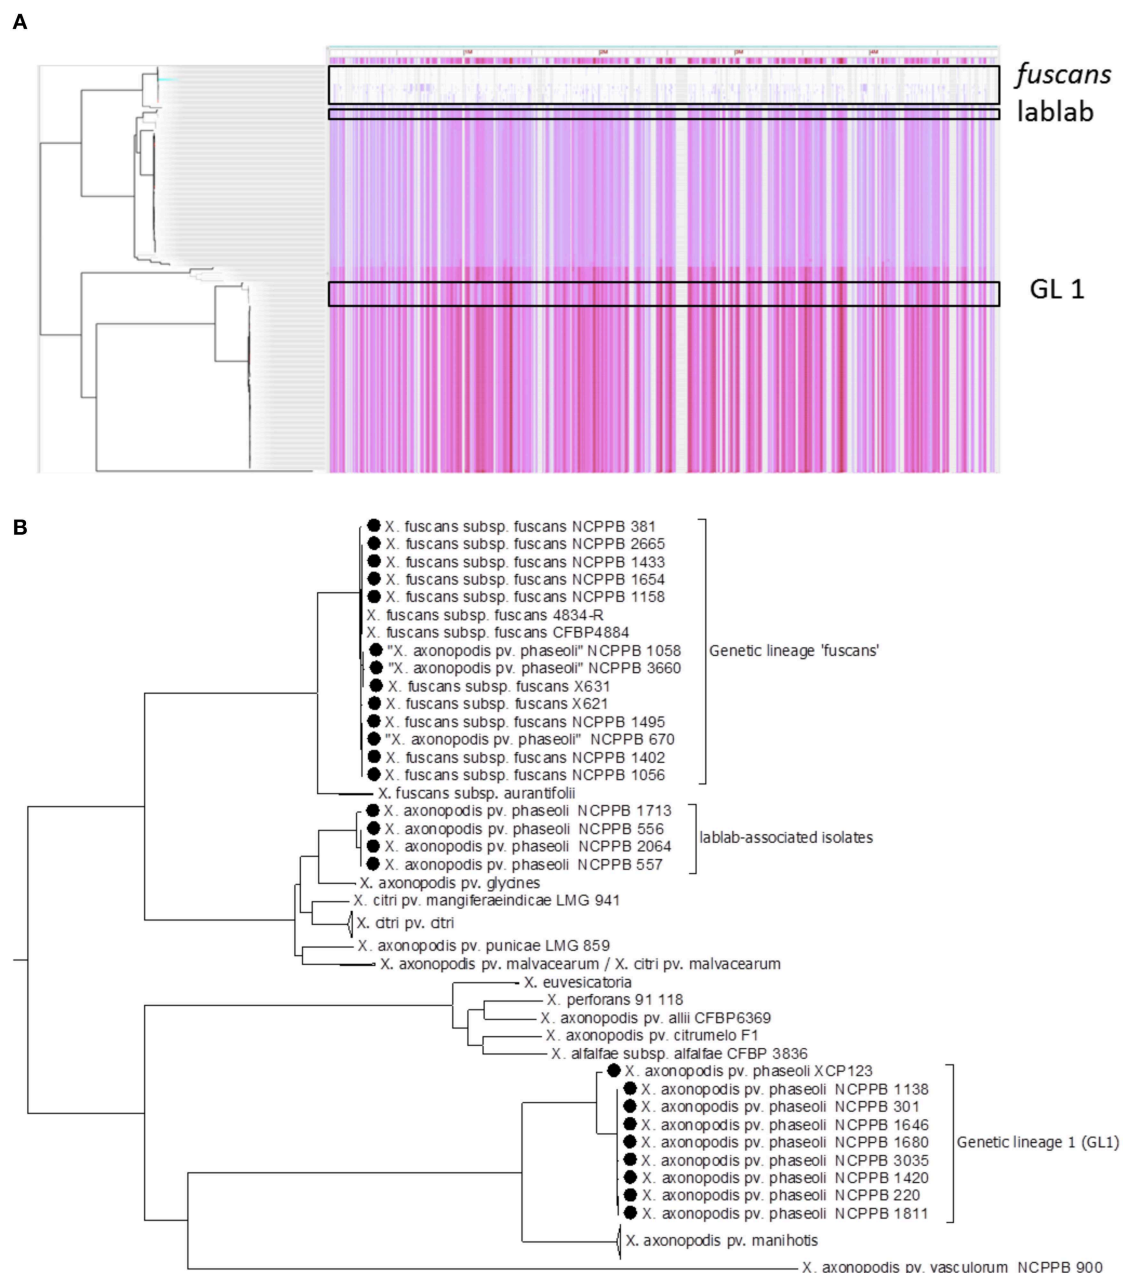 A
1M
2M
3M
4M
fuscans
lablab
GL 1
B
X. fuscans subsp. fuscans NCPPB 381
X. fuscans subsp. fuscans NCPPB 2665
X. fuscans subsp. fuscans NCPPB 1433
X. fuscans subsp. fuscans NCPPB 1654
X. fuscans subsp. fuscans NCPPB 1158
X. fuscans subsp. fuscans 4834-R
X. fuscans subsp. fuscans CFBP4884
"X. axonopodis pv. phaseoli" NCPPB 1058
Genetic lineage 'fuscans'
"X. axonopodis pv. phaseoli" NCPPB 3660
X. fuscans subsp. fuscans X631
X. fuscans subsp. fuscans X621
X. fuscans subsp. fuscans NCPPB 1495
"X. axonopodis pv. phaseoli" NCPPB 670
X. fuscans subsp. fuscans NCPPB 1402
X. fuscans subsp. fuscans NCPPB 1056
X. fuscans subsp. aurantifolii
X. axonopodis pv. phaseoli NCPPB 1713
X. axonopodis pv. phaseoli NCPPB 556
lablab-associated isolates
X. axonopodis pv. phaseoli NCPPB 2064
X. axonopodis pv. phaseoli NCPPB 557
X. axonopodis pv. glycines
X. citri pv. mangiferaeindicae LMG 941
X. citri pv. citri
X. axonopodis pv. punicae LMG 859
X. axonopodis pv. malvacearum / X. citri pv. malvacearum
X. euvesicatoria
X. perforans 91 118
X. axonopodis pv. allii CFBP6369
X. axonopodis pv. citrumelo F1
X. alfalfae subsp. alfalfae CFBP 3836
X. axonopodis pv. phaseoli XCP123
X. axonopodis pv. phaseoli NCPPB 1138
X. axonopodis pv. phaseoli NCPPB 301
X. axonopodis pv. phaseoli NCPPB 1646
X. axonopodis pv. phaseoli NCPPB 1680
Genetic lineage 1 (GL1)
X. axonopodis pv. phaseoli NCPPB 3035
X. axonopodis pv. phaseoli NCPPB 1420
X. axonopodis pv. phaseoli NCPPB 220
X. axonopodis pv. phaseoli NCPPB 1811
X. axonopodis pv. manihotis
X. axonopodis pv. vasculorum NCPPB 900